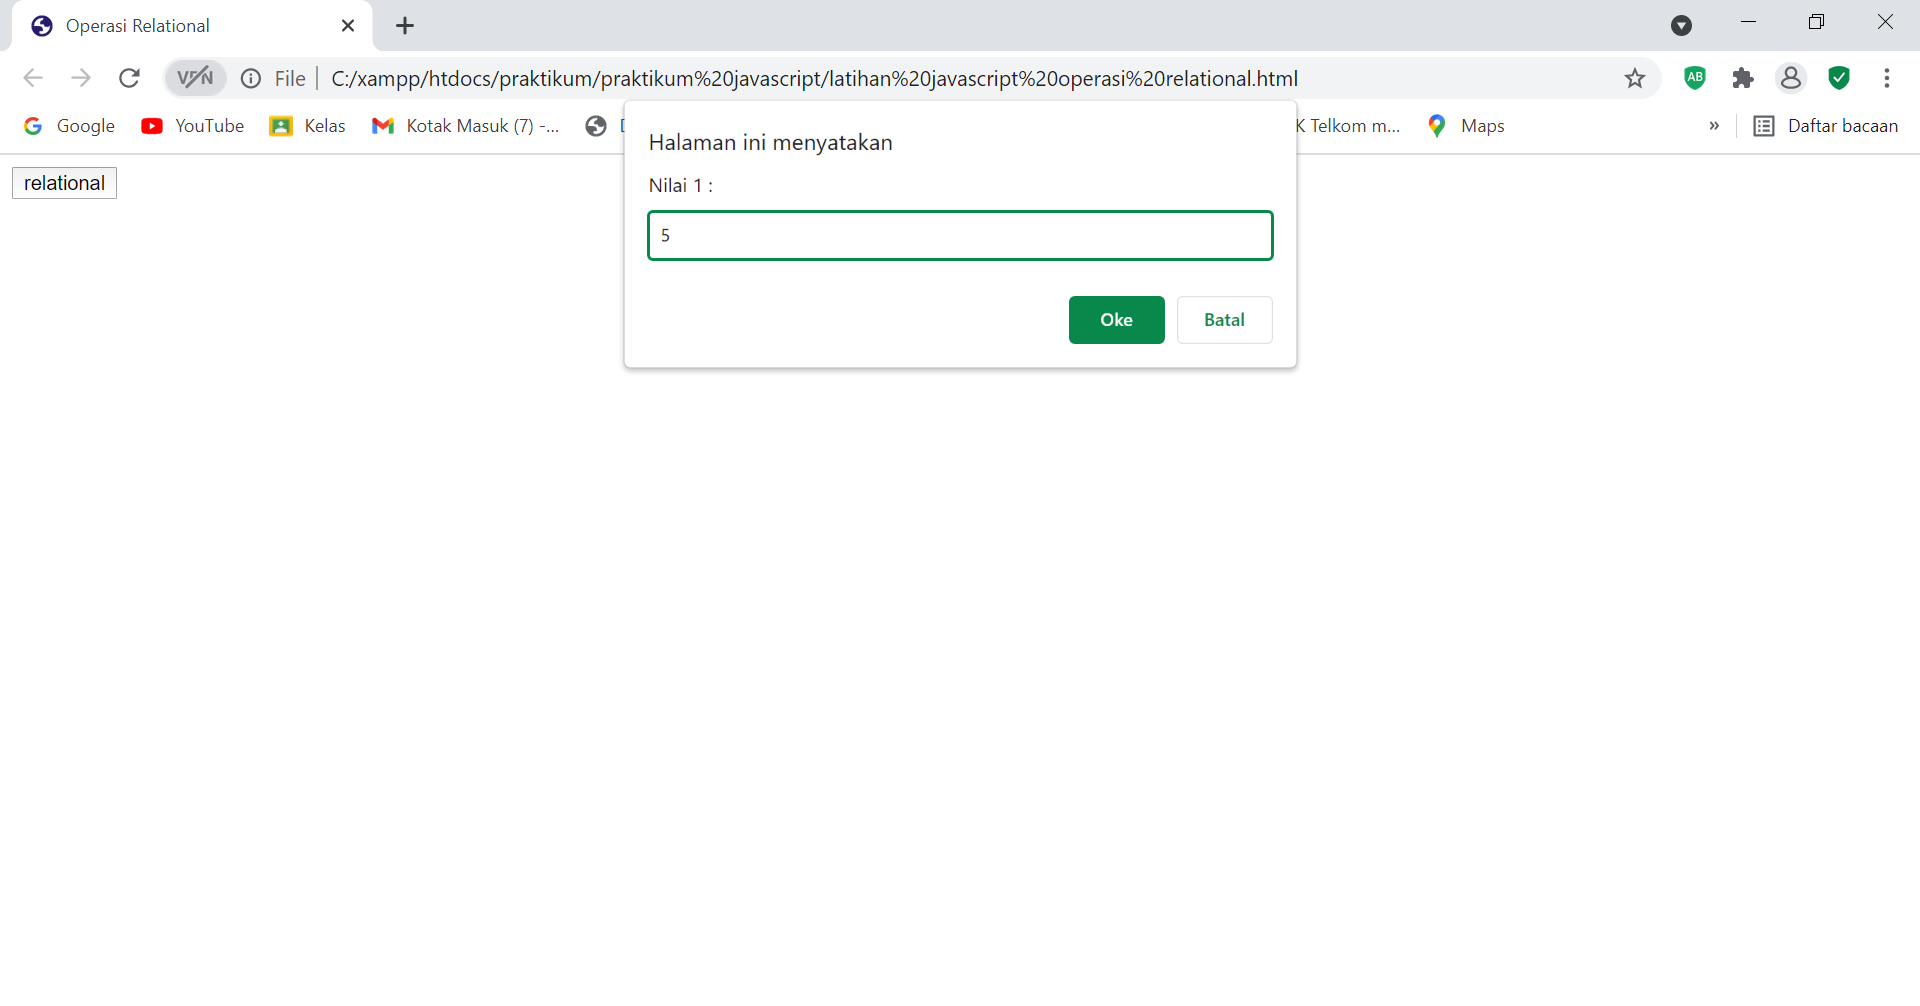 Operasi Relational
VPN File C:/xampp/htdocs/praktikum/praktikum%20javascript/latihan%20javascript%20operasi%20relational.html AB
Google YouTube Kelas Kotak Masuk (7) -... K Telkom m... Maps » Daftar bacaan
Halaman ini menyatakan
relational
Nilai 1 :
5
Oke Batal